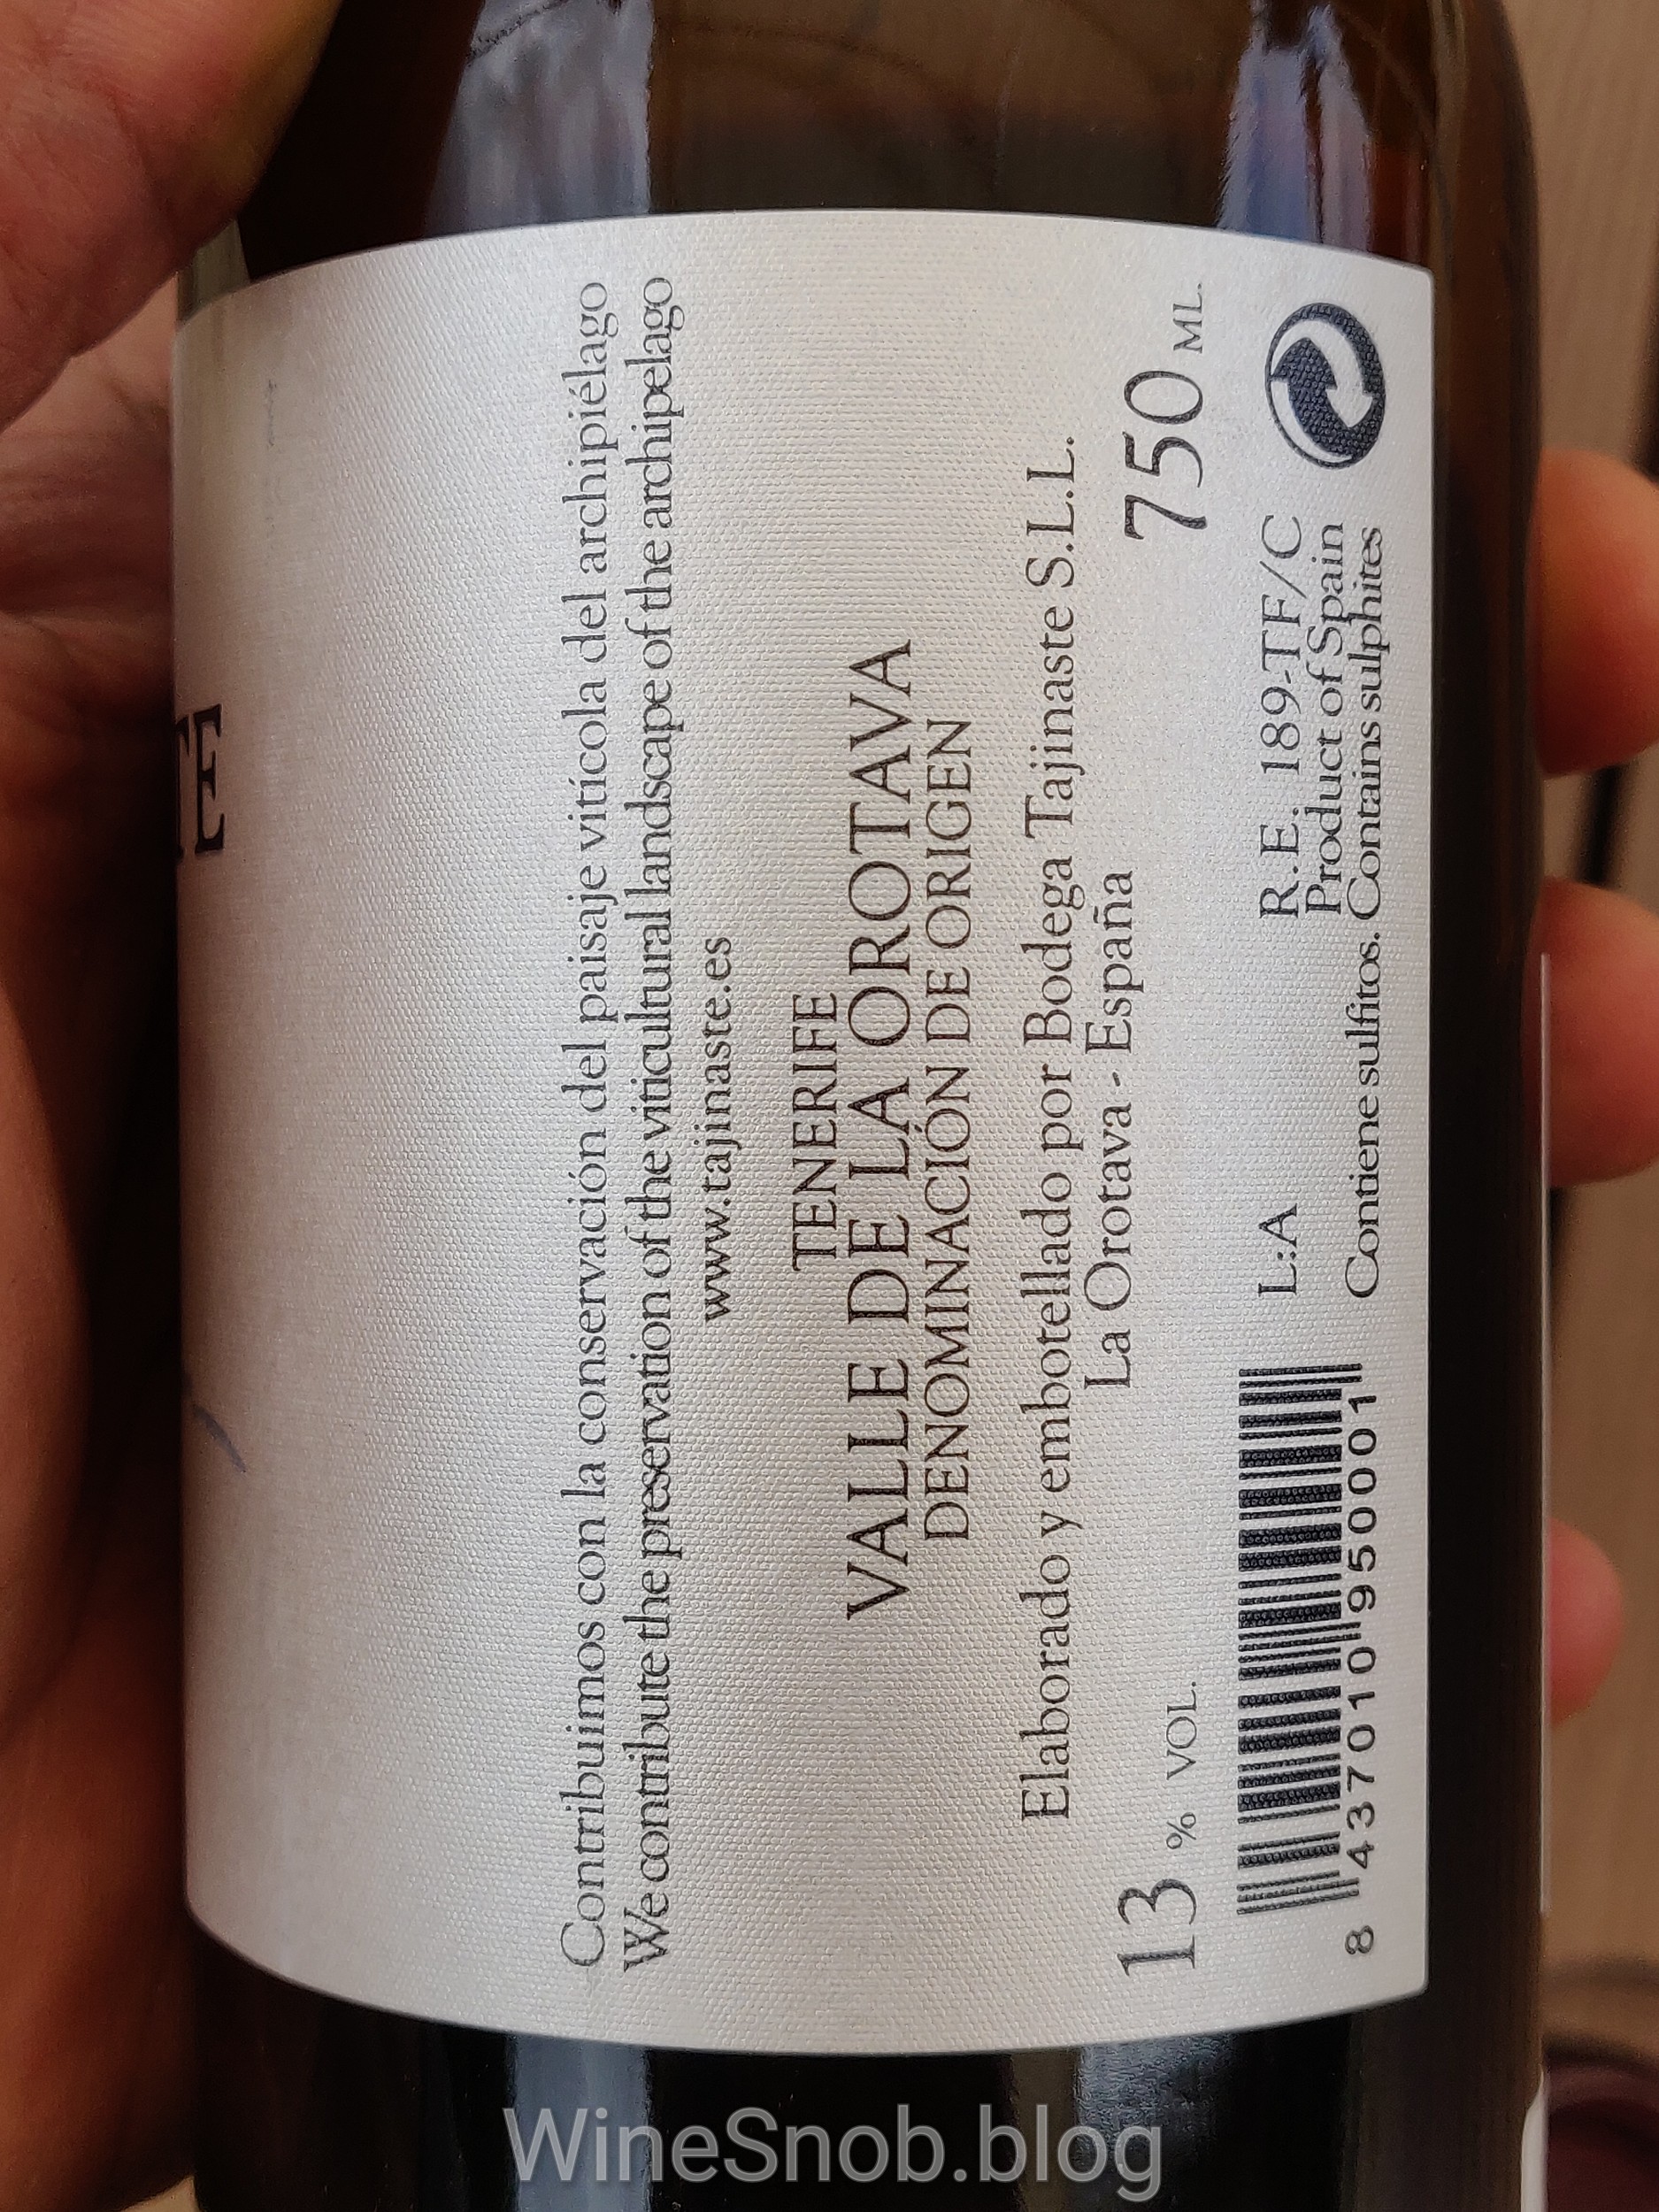 TE
Contribuimos con la conservación del paisaje vitícola del archipiélago
We contribute the preservation of the viticultural landscape of the archipelago
www.tajinaste.es
TENERIFE
VALLE DE LA OROTAVA
DENOMINACIÓN DE ORIGEN
Elaborado y embotellado por Bodega Tajinaste S.L.L.
La Orotava - España
13 % VOL. 750 ML.
L:A R.E. 189-TF/C
Product of Spain
Contiene sulfitos. Contains sulphites
8 437010 950001
WineSnob.blog